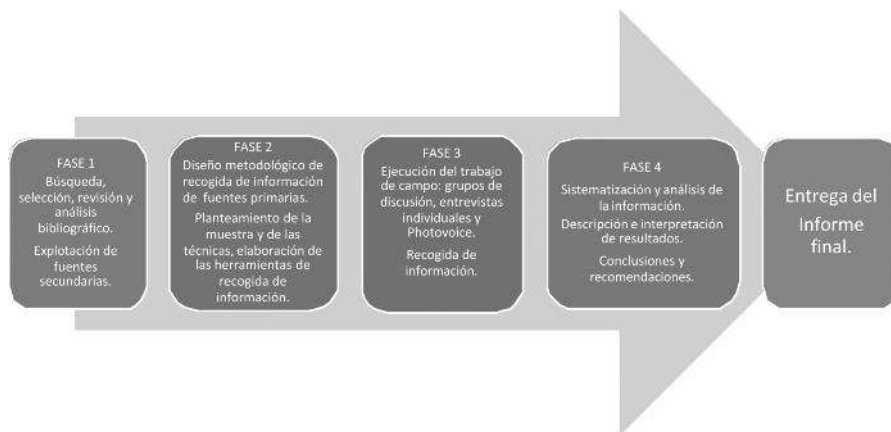 FASE 1
Búsqueda,
selección, revisión y
análisis
bibliográfico.
Explotación de
fuentes
secundarias.
FASE 2
Diseño metodológico de
recogida de información
de fuentes primarias.
Planteamiento de la
muestra y de las
técnicas, elaboración de
las herramientas de
recogida de
información.
FASE 3
Ejecución del trabajo
de campo: grupos de
discusión, entrevistas
individuales y
Photovoice.
Recogida de
información.
FASE 4
Sistematización y análisis de
la información.
Descripción e interpretación
de resultados.
Conclusiones y
recomendaciones.
Entrega del
Informe
final.